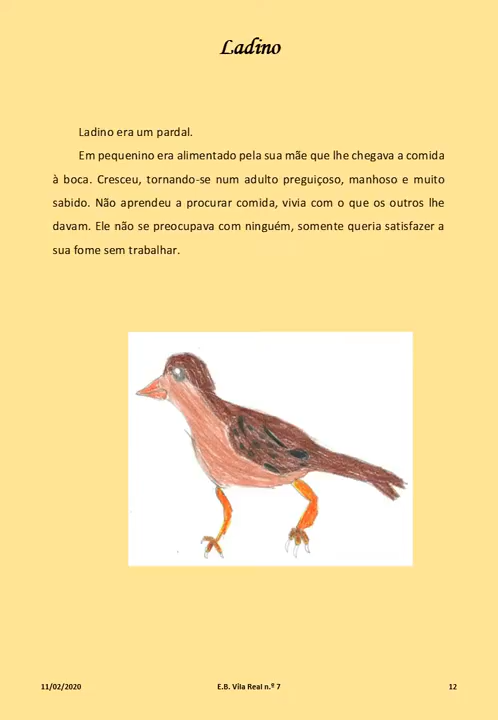 Ladino
Ladino era um pardal.
Em pequenino era alimentado pela sua mãe que lhe chegava a comida
à boca. Cresceu, tornando-se num adulto preguiçoso, manhoso e muito
sabido. Não aprendeu a procurar comida, vivia com o que os outros lhe
davam. Ele não se preocupava com ninguém, somente queria satisfazer a
sua fome sem trabalhar.
11/02/2020 E.B. Vila Real n.º 7 12